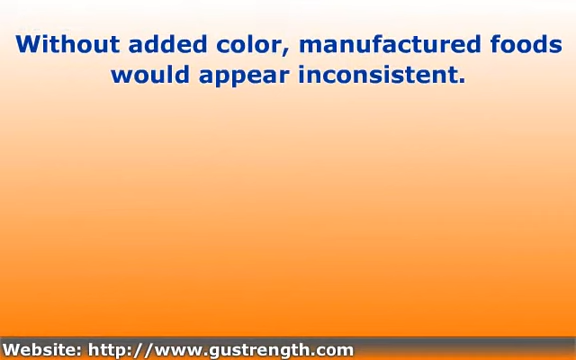 Without added color, manufactured foods
would appear inconsistent.
Website: http://www.gustrength.com